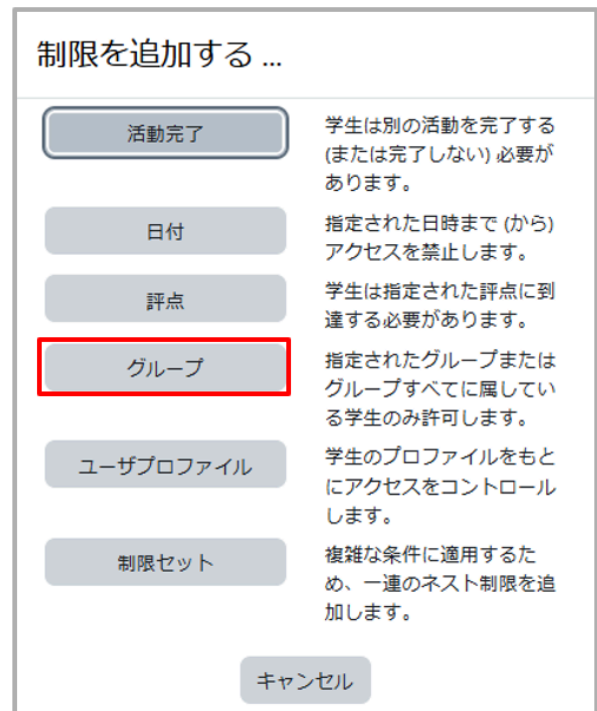 制限を追加する ...
活動完了
学生は別の活動を完了する
(または完了しない) 必要が
あります。
日付
指定された日時まで (から)
アクセスを禁止します。
評点
学生は指定された評点に到
達する必要があります。
グループ
指定されたグループまたは
グループすべてに属してい
る学生のみ許可します。
ユーザプロファイル
学生のプロファイルをもと
にアクセスをコントロール
します。
制限セット
複雑な条件に適用するた
め、一連のネスト制限を追
加します。
キャンセル